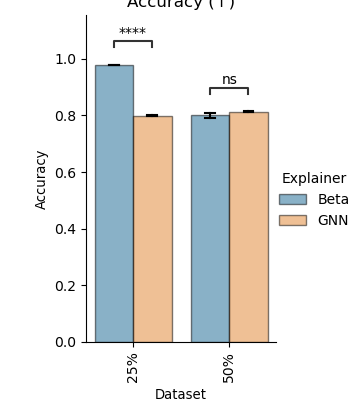 Accuracy (↑)
****
1.0
ns
0.8
0.6
Accuracy
Explainer
Beta
GNN
0.4
0.2
0.0
25%
50%
Dataset